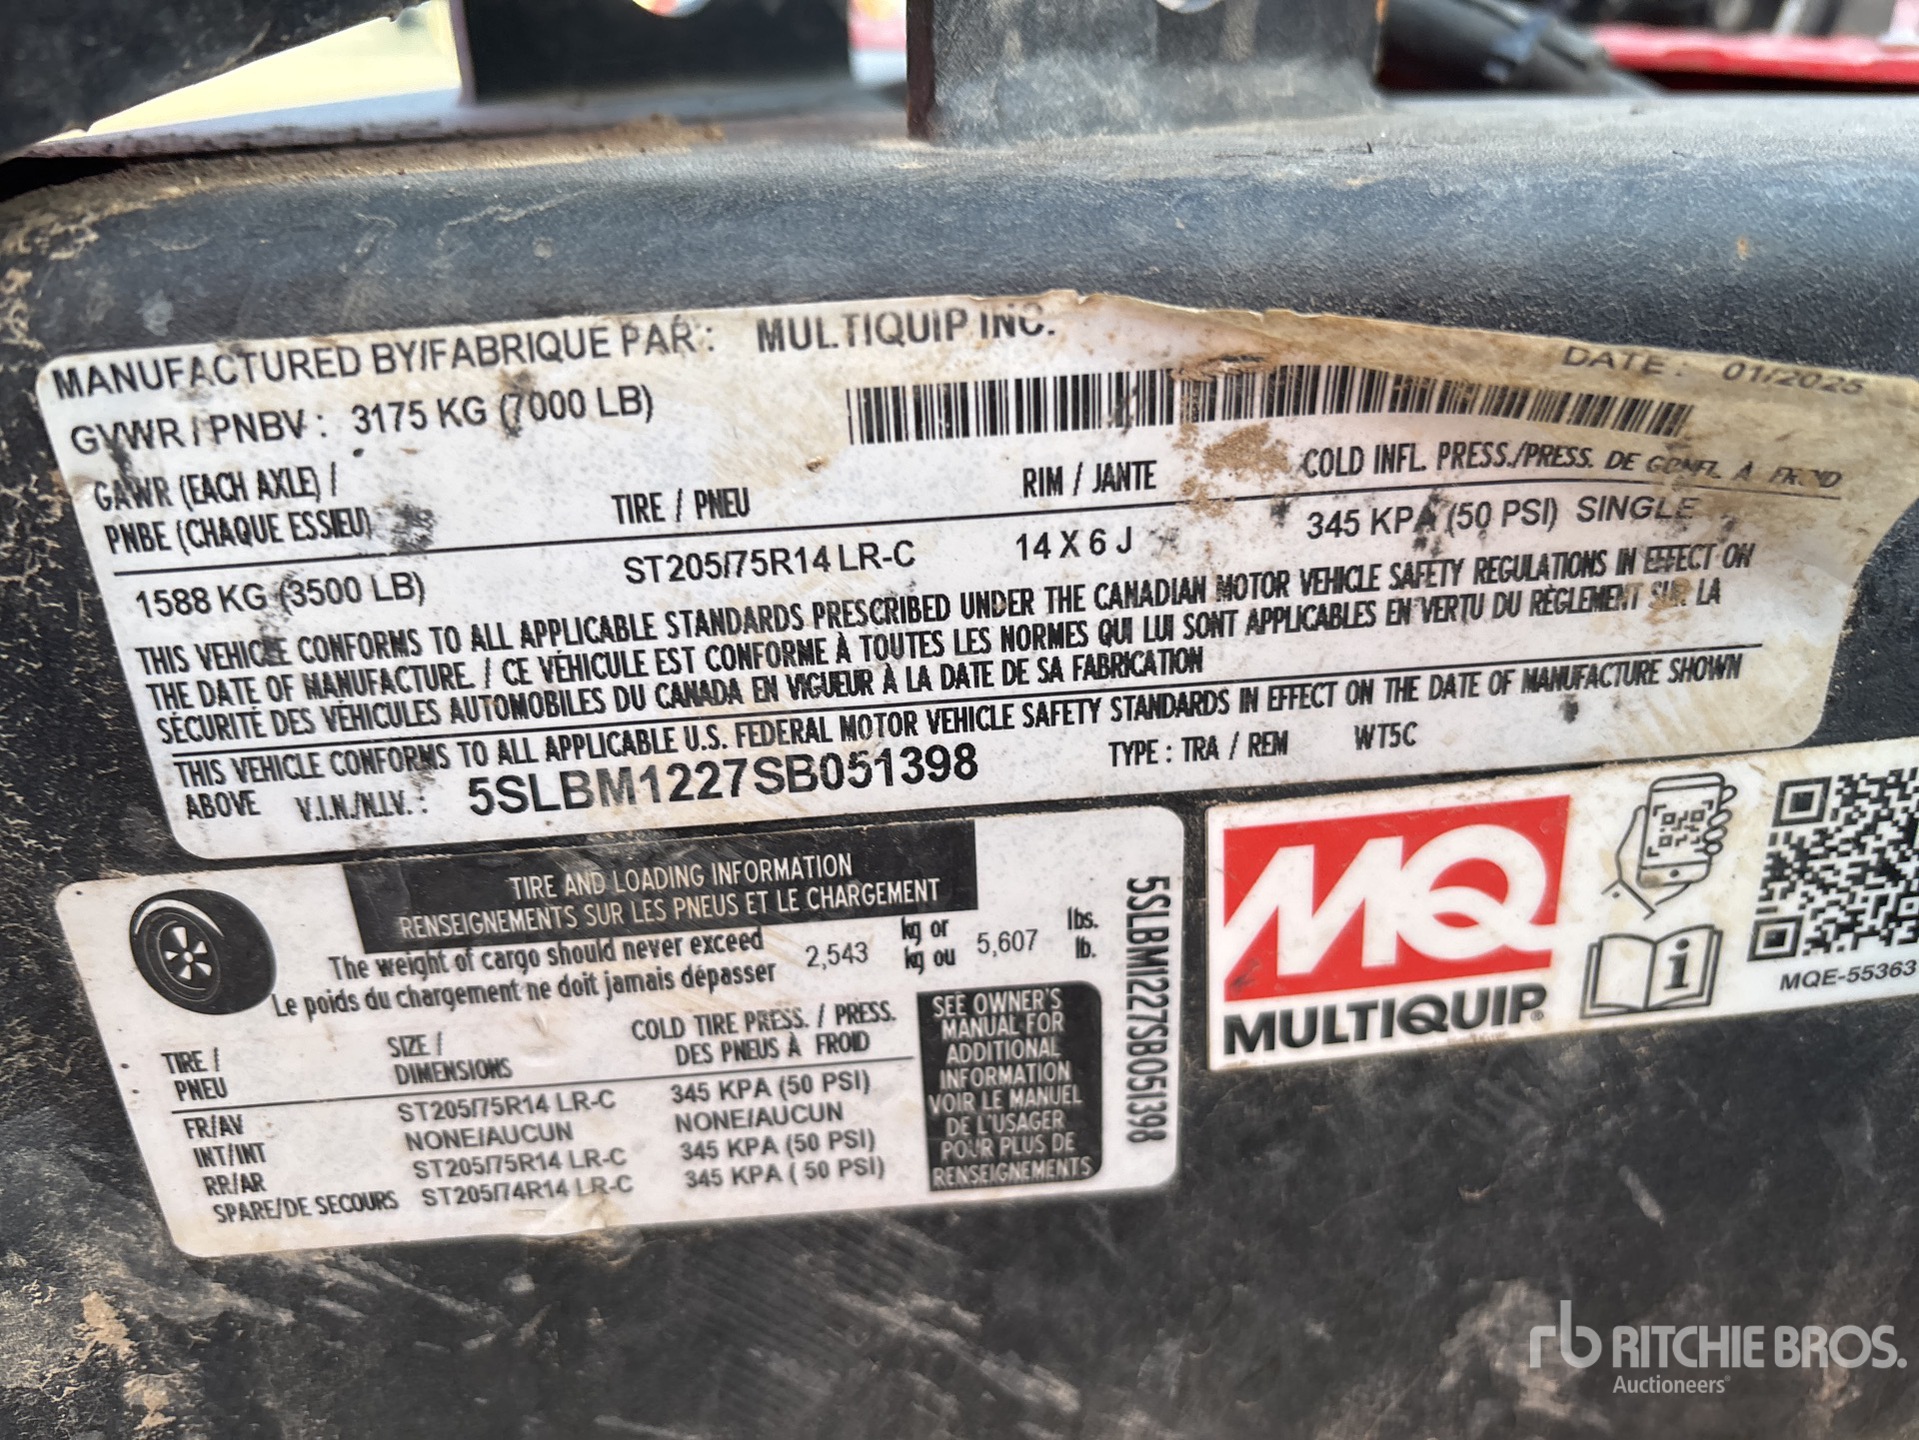 MANUFACTURED BY/FABRIQUE PAR : MULTIQUIP INC.
DATE : 01/2025
GVWR / PNBV : 3175 KG (7000 LB)
GAWR (EACH AXLE) /
PNBE (CHAQUE ESSIEU)
TIRE / PNEU
RIM / JANTE
COLD INFL. PRESS./PRESS. DE GONFL. A FROID
1588 KG (3500 LB)
ST205/75R14 LR-C
14 X 6 J
345 KPA (50 PSI) SINGLE
THIS VEHICLE CONFORMS TO ALL APPLICABLE STANDARDS PRESCRIBED UNDER THE CANADIAN MOTOR VEHICLE SAFETY REGULATIONS IN EFFECT ON
THE DATE OF MANUFACTURE. / CE VÉHICULE EST CONFORME À TOUTES LES NORMES QUI LUI SONT APPLICABLES EN VERTU DU RÈGLEMENT SUR LA
SÉCURITÉ DES VÉHICULES AUTOMOBILES DU CANADA EN VIGUEUR À LA DATE DE SA FABRICATION
THIS VEHICLE CONFORMS TO ALL APPLICABLE U.S. FEDERAL MOTOR VEHICLE SAFETY STANDARDS IN EFFECT ON THE DATE OF MANUFACTURE SHOWN
ABOVE V.I.N./N.I.V. : 5SLBM1227SB051398 TYPE : TRA / REM WT5C
TIRE AND LOADING INFORMATION
RENSEIGNEMENTS SUR LES PNEUS ET LE CHARGEMENT
The weight of cargo should never exceed
Le poids du chargement ne doit jamais dépasser
2,543
kg or
kg ou
5,607
lbs.
lb.
TIRE /
PNEU
SIZE /
DIMENSIONS
COLD TIRE PRESS. / PRESS.
DES PNEUS À FROID
FR/AV ST205/75R14 LR-C 345 KPA (50 PSI)
INT/INT NONE/AUCUN NONE/AUCUN
RR/AR ST205/75R14 LR-C 345 KPA (50 PSI)
SPARE/DE SECOURS ST205/74R14 LR-C 345 KPA ( 50 PSI)
SEE OWNER'S
MANUAL FOR
ADDITIONAL
INFORMATION
VOIR LE MANUEL
DE L'USAGER
POUR PLUS DE
RENSEIGNEMENTS
5SLBM1227SB051398
MQ
MULTIQUIP
i
MQE-55363
rb RITCHIE BROS.
Auctioneers